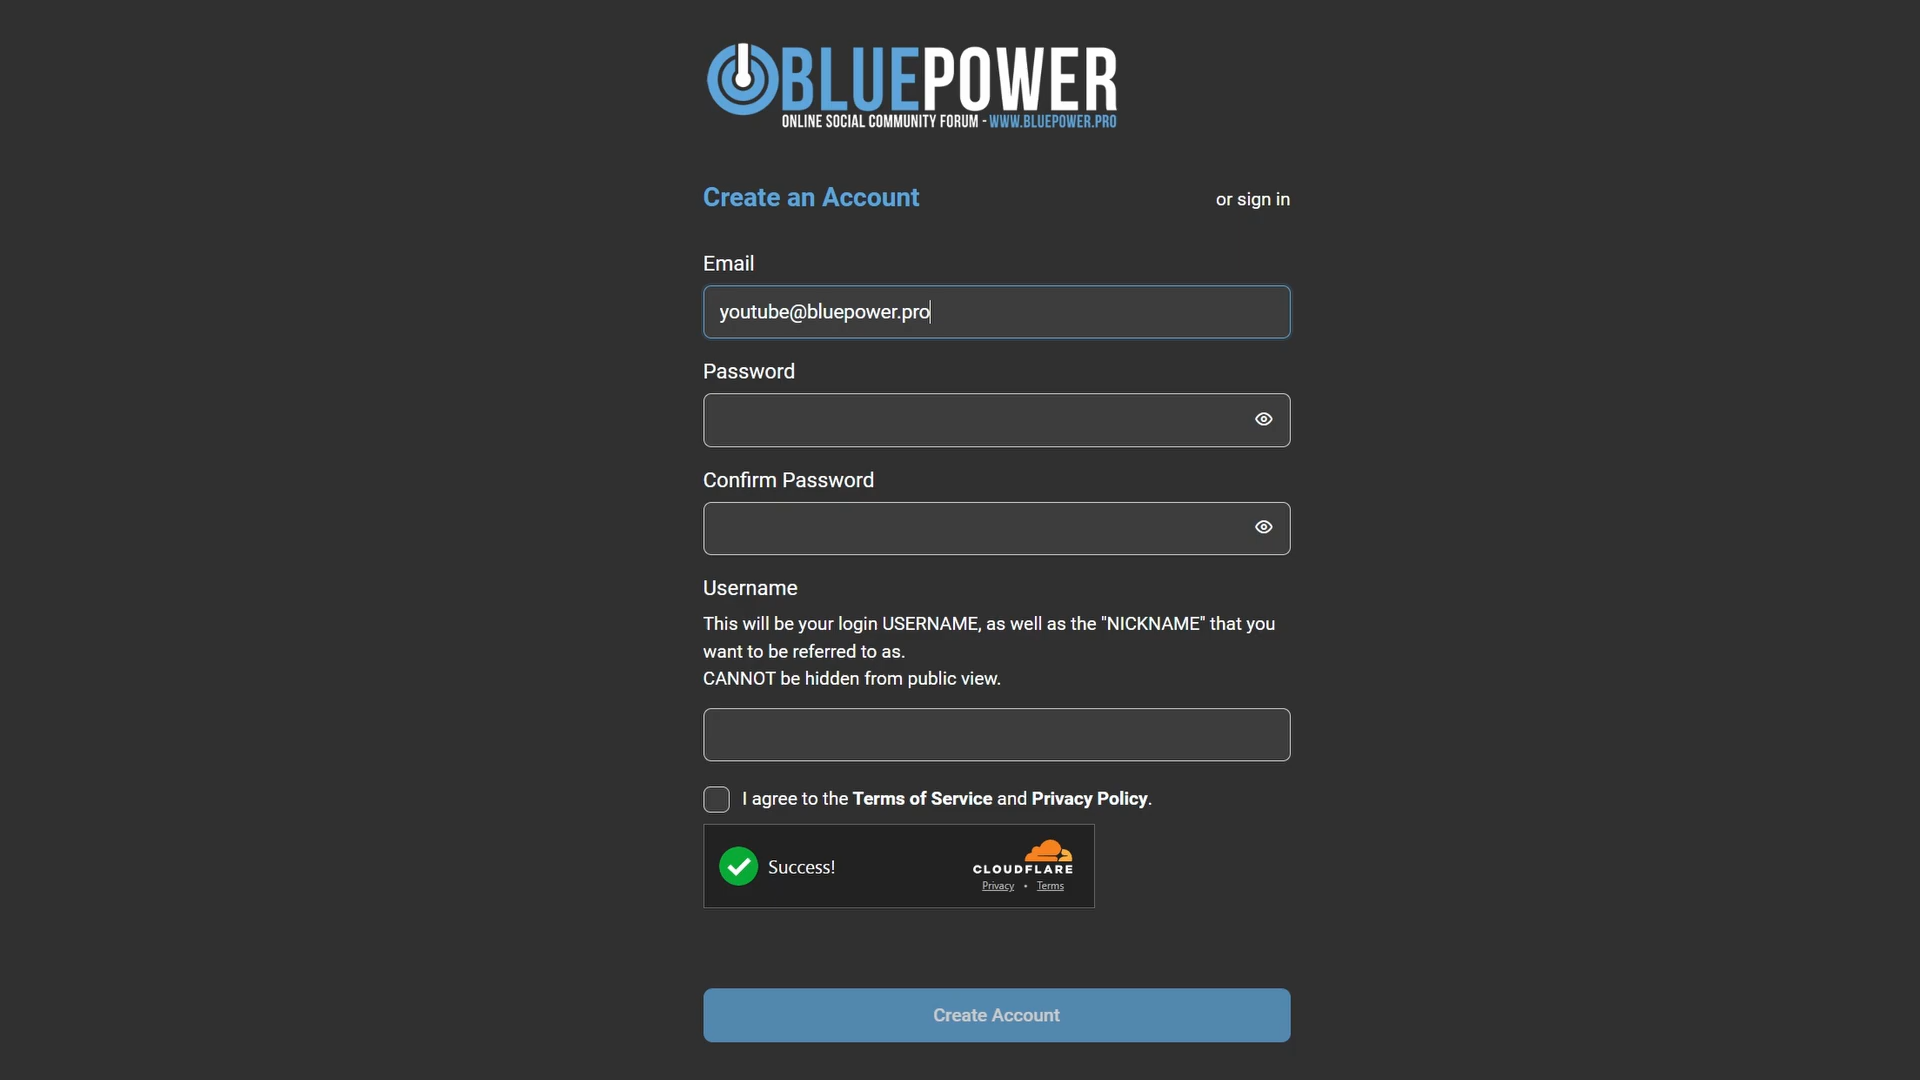 BLUEPOWER
ONLINE SOCIAL COMMUNITY FORUM - WWW.BLUEPOWER.PRO
Create an Account
or sign in
Email
youtube@bluepower.pro
Password
Confirm Password
Username
This will be your login USERNAME, as well as the "NICKNAME" that you
want to be referred to as.
CANNOT be hidden from public view.
I agree to the Terms of Service and Privacy Policy.
Success!
CLOUDFLARE
Privacy • Terms
Create Account